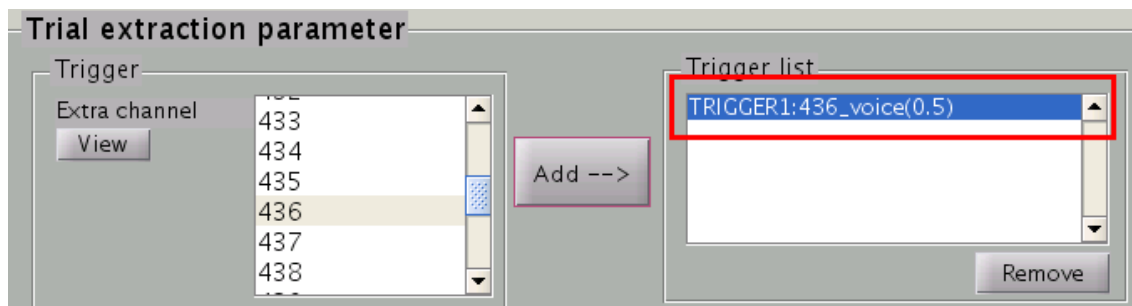 Trial extraction parameter
Trigger
Extra channel
View
433
434
435
436
437
438
Add -->
Trigger list
TRIGGER1:436_voice(0.5)
Remove